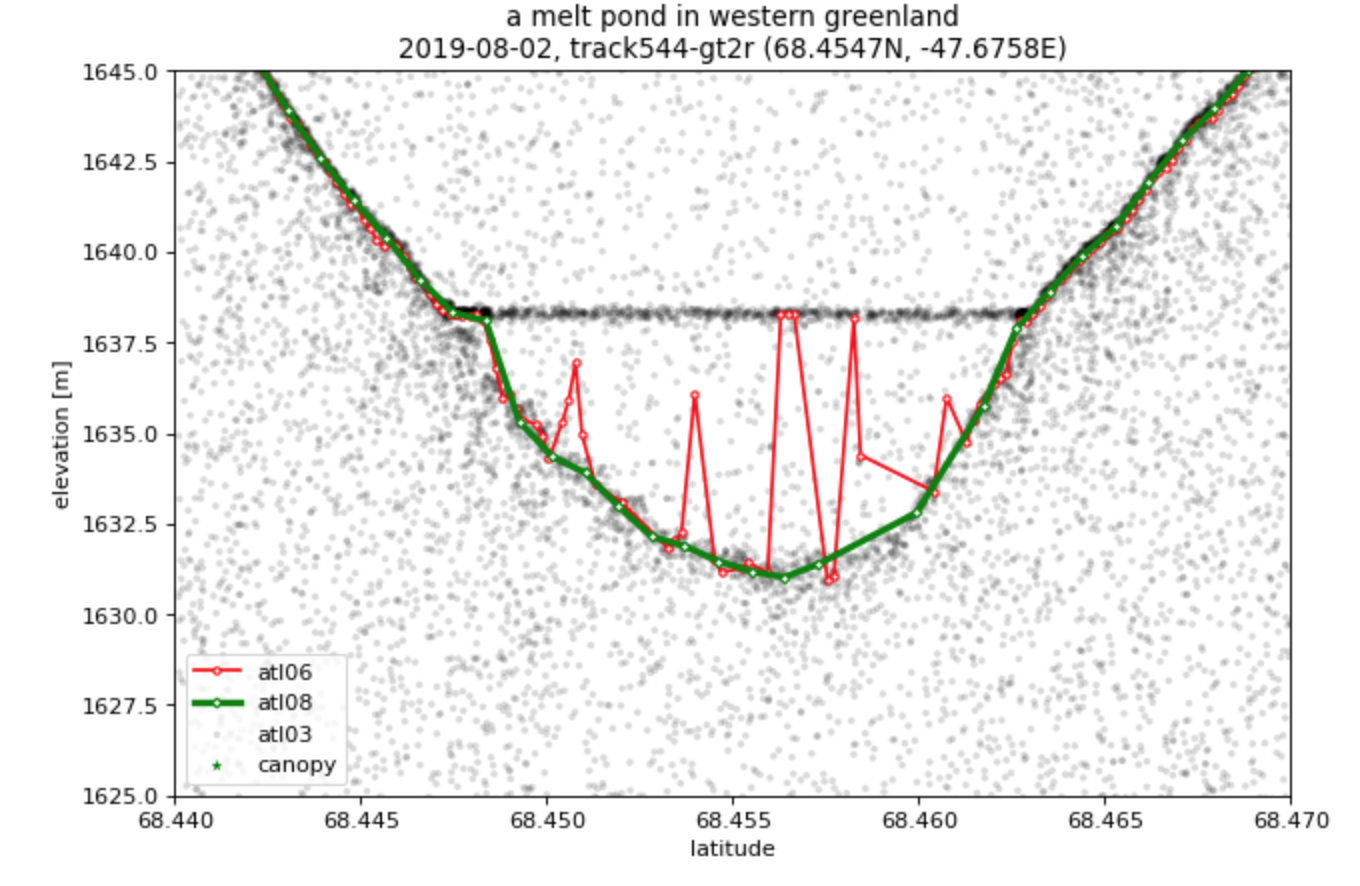 a melt pond in western greenland
2019-08-02, track544-gt2r (68.4547N, -47.6758E)
1645.0
1642.5
1640.0
1637.5
1635.0
1632.5
1630.0
1627.5
1625.0
elevation [m]
atl06
atl08
atl03
canopy
68.440 68.445 68.450 68.455 68.460 68.465 68.470
latitude